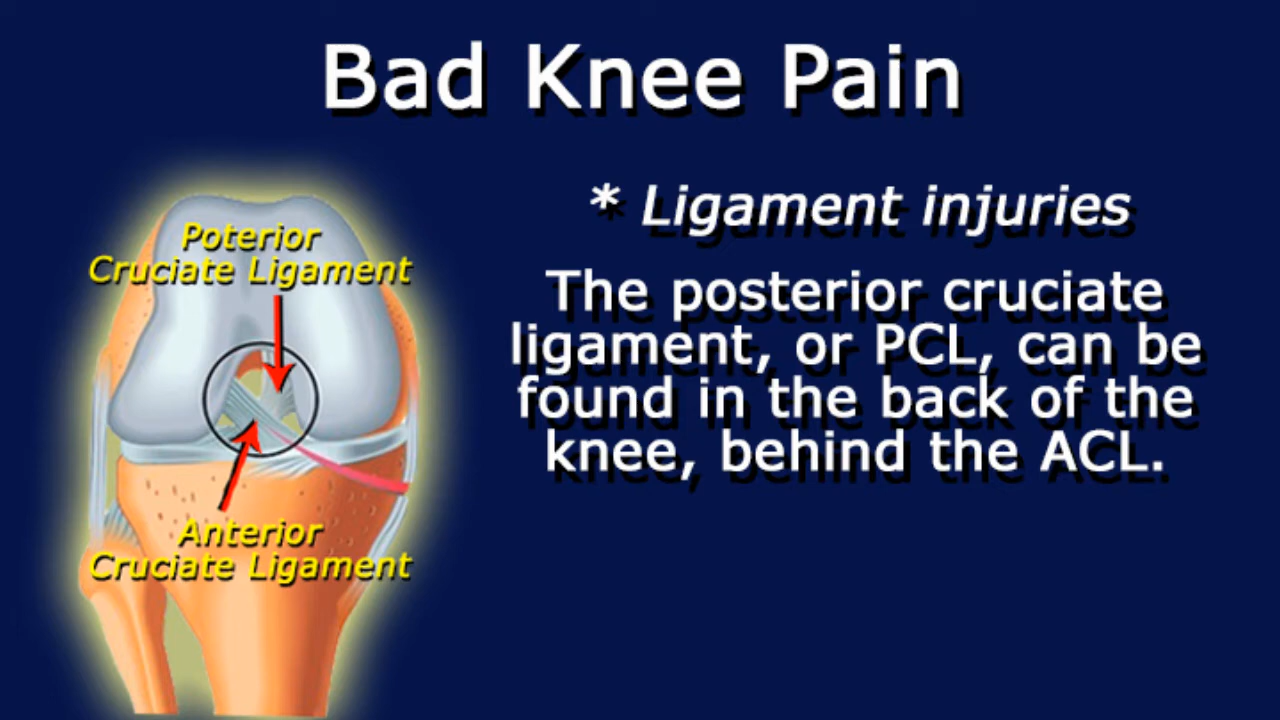 Bad Knee Pain
Poterior
Cruciate Ligament
Anterior
Cruciate Ligament
* Ligament injuries
The posterior cruciate
ligament, or PCL, can be
found in the back of the
knee, behind the ACL.